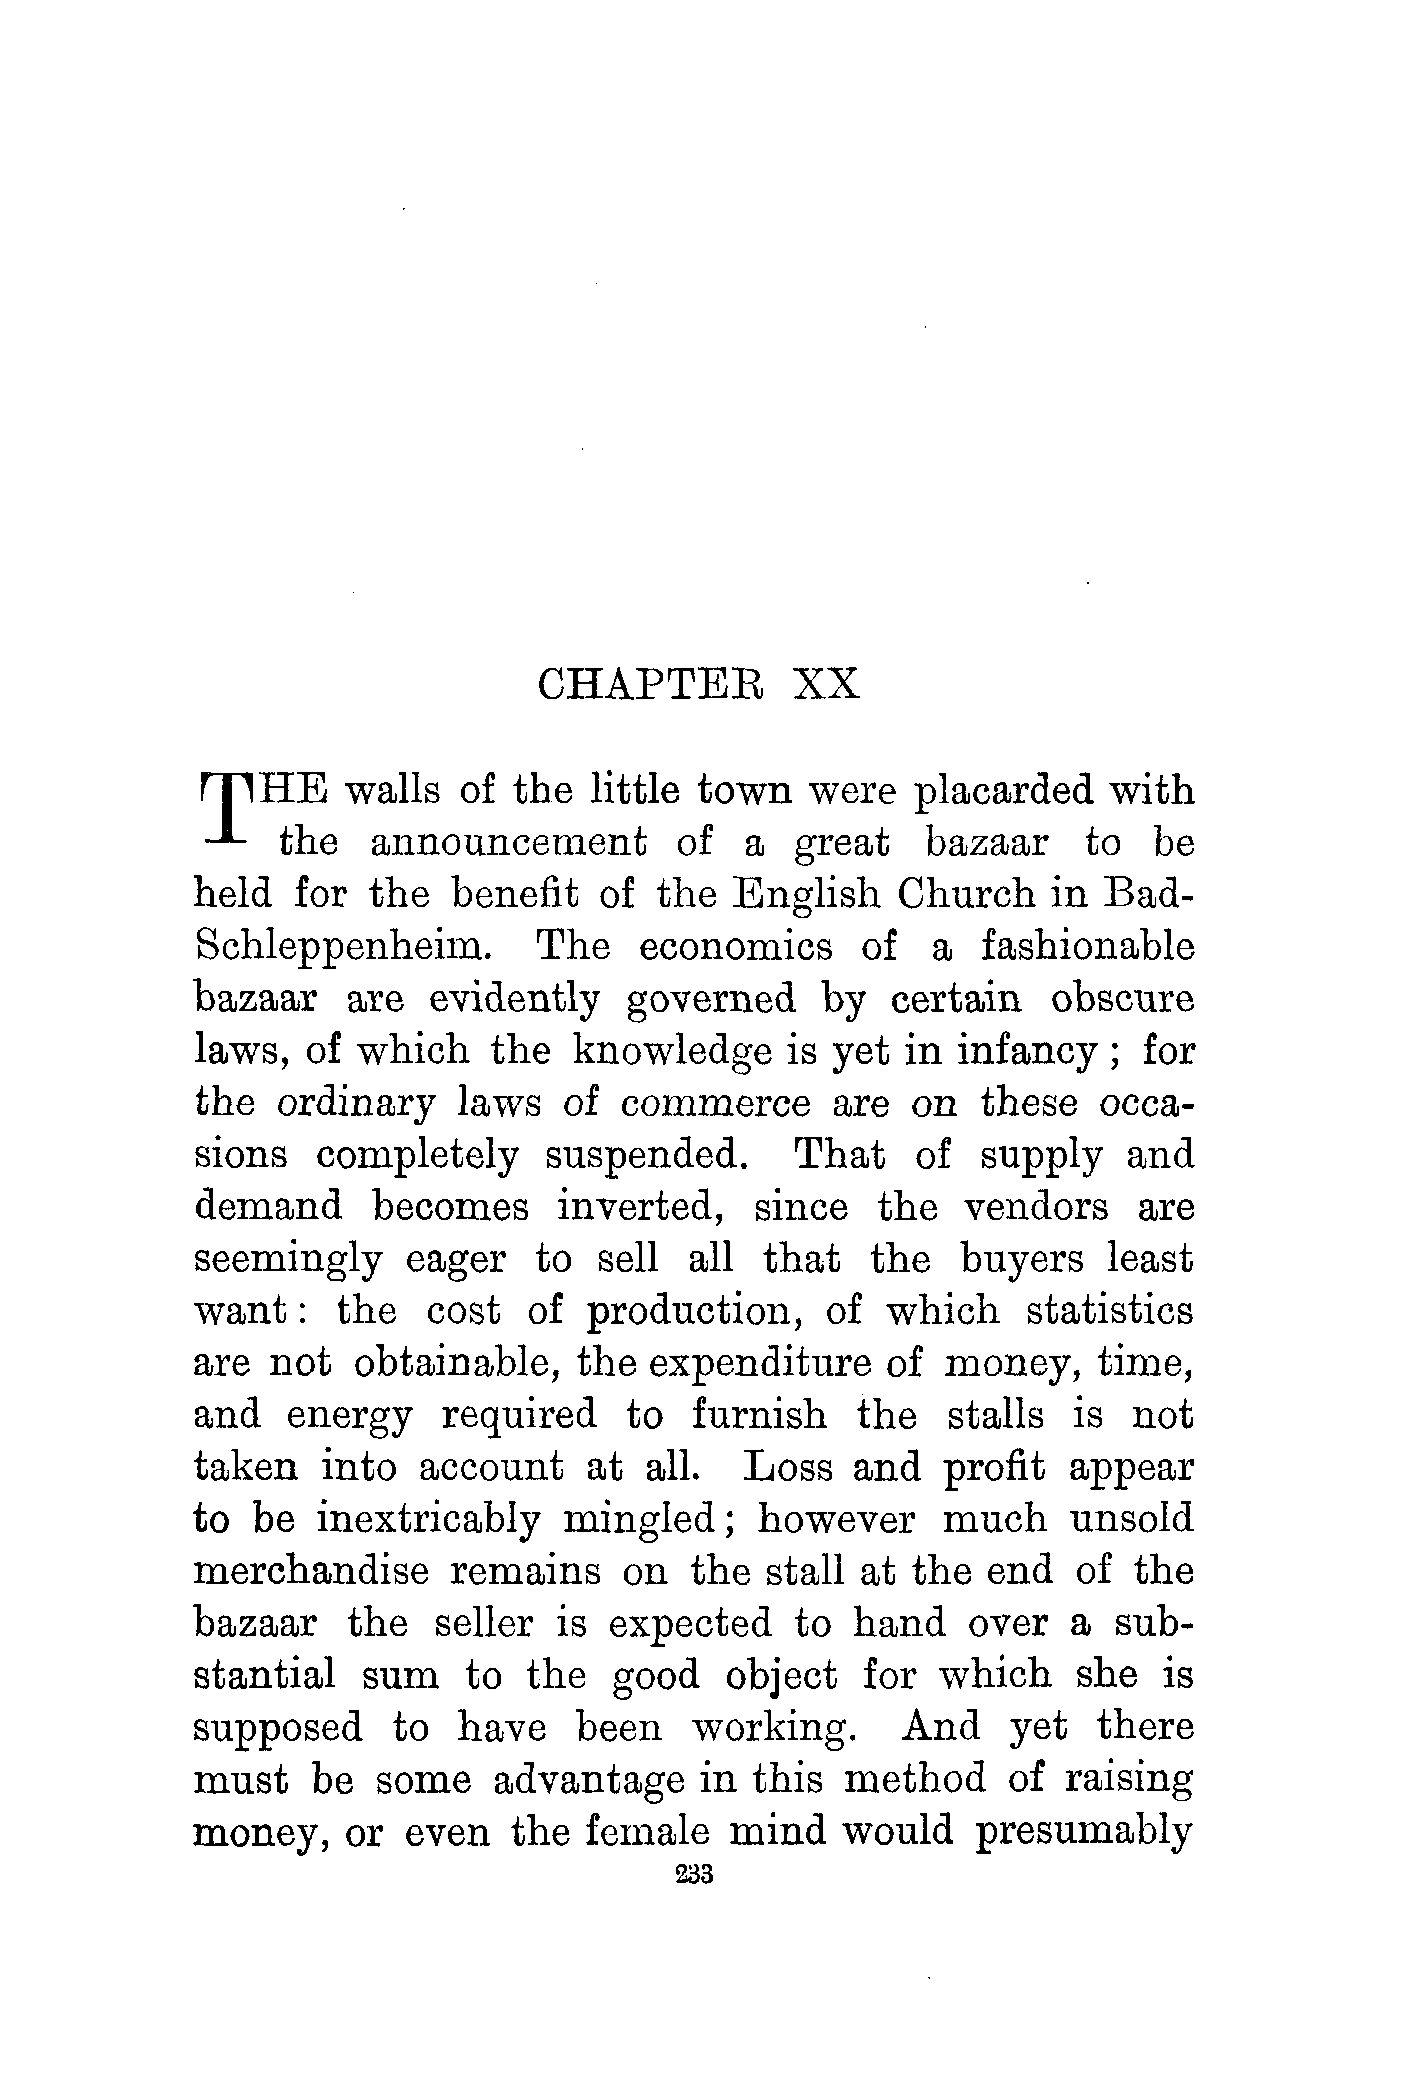 CHAPTER XX
THE walls of the little town were placarded with
the announcement of a great bazaar to be
held for the benefit of the English Church in Bad-
Schleppenheim. The economics of a fashionable
bazaar are evidently governed by certain obscure
laws, of which the knowledge is yet in infancy ; for
the ordinary laws of commerce are on these occa-
sions completely suspended. That of supply and
demand becomes inverted, since the vendors are
seemingly eager to sell all that the buyers least
want : the cost of production, of which statistics
are not obtainable, the expenditure of money, time,
and energy required to furnish the stalls is not
taken into account at all. Loss and profit appear
to be inextricably mingled ; however much unsold
merchandise remains on the stall at the end of the
bazaar the seller is expected to hand over a sub-
stantial sum to the good object for which she is
supposed to have been working. And yet there
must be some advantage in this method of raising
money, or even the female mind would presumably
233